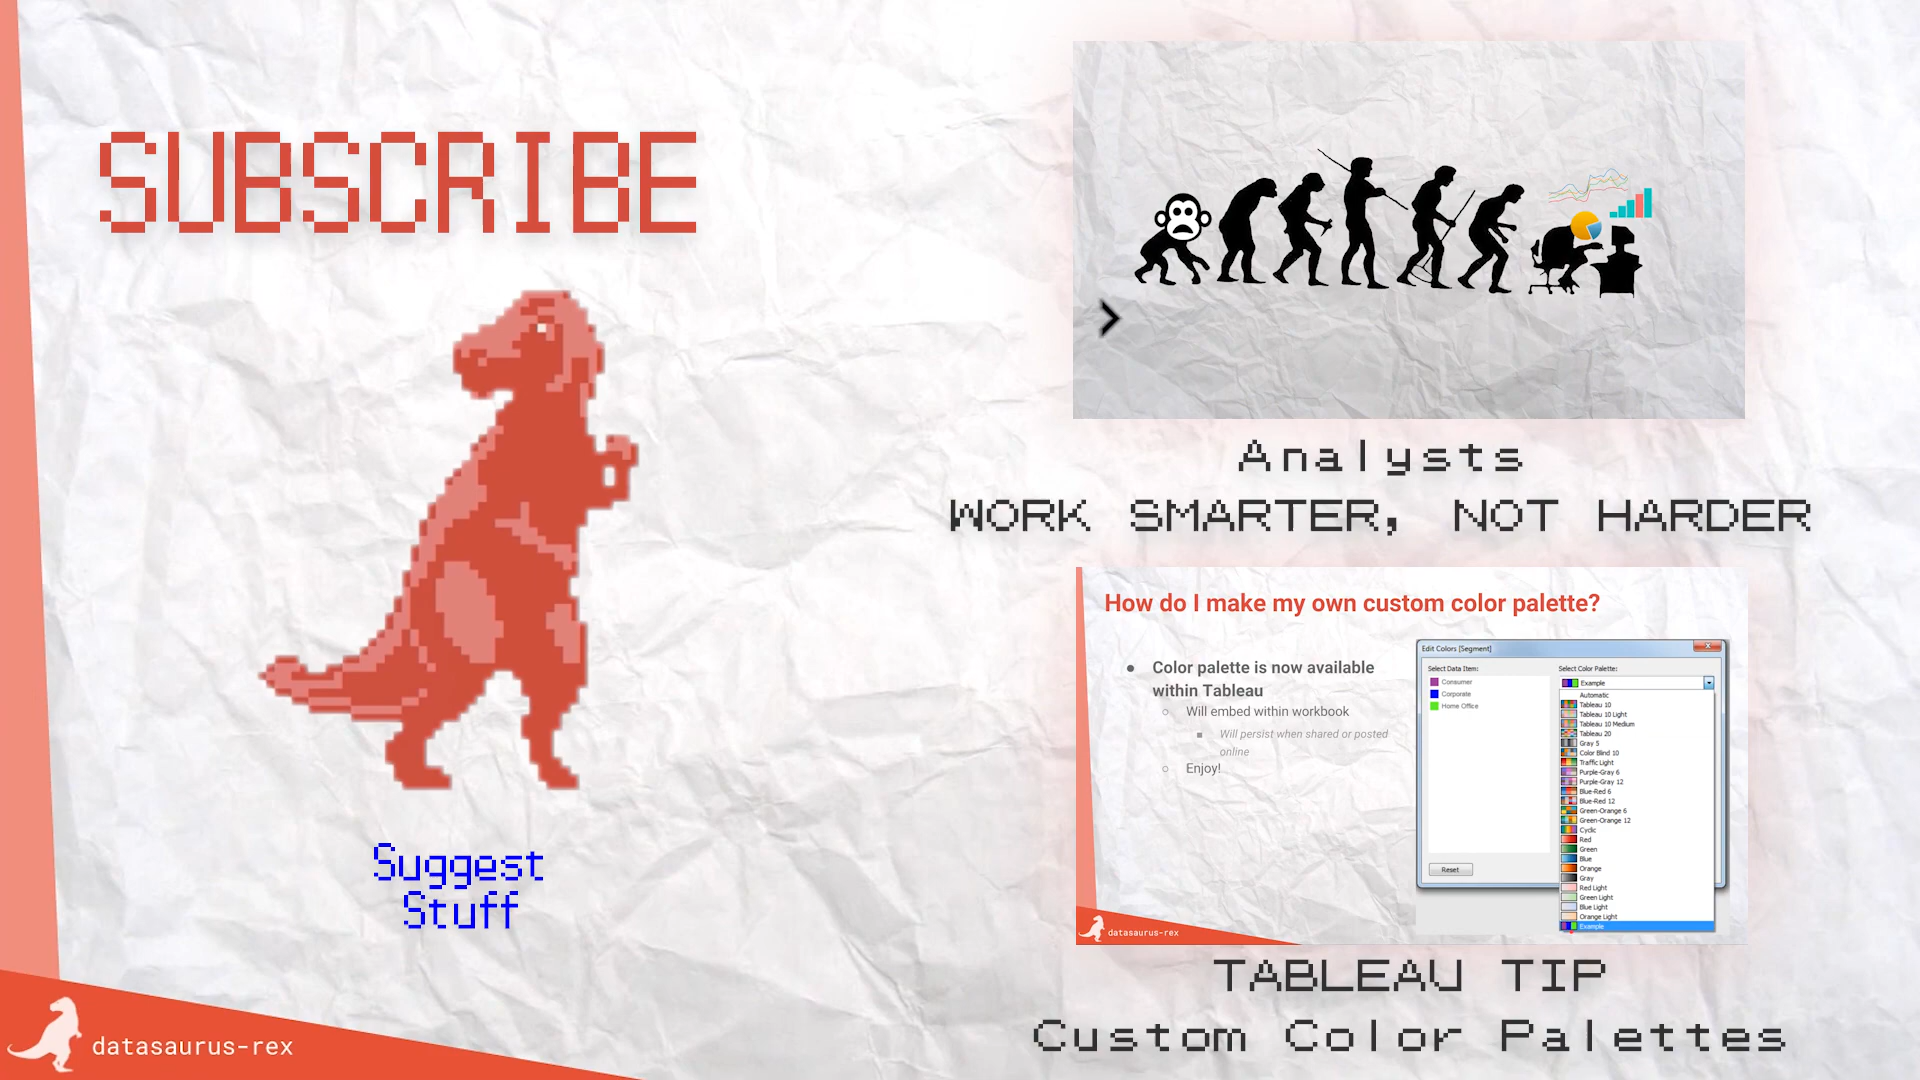 SUBSCRIBE
Suggest
Stuff
datasaurus-rex
Analysts
WORK SMARTER, NOT HARDER
How do I make my own custom color palette?
● Color palette is now available
within Tableau
○ Will embed within workbook
■ Will persist when shared or posted
online
○ Enjoy!
Edit Colors [Segment]
Select Data Item:
Consumer
Corporate
Home Office
Reset
Select Color Palette:
Example
Automatic
Tableau 10
Tableau 10 Light
Tableau 10 Medium
Tableau 20
Gray 5
Color Blind 10
Traffic Light
Purple-Gray 6
Purple-Gray 12
Blue-Red 6
Blue-Red 12
Green-Orange 6
Green-Orange 12
Cyclic
Red
Green
Blue
Orange
Gray
Red Light
Green Light
Blue Light
Orange Light
Example
datasaurus-rex
TABLEAU TIP
Custom Color Palettes